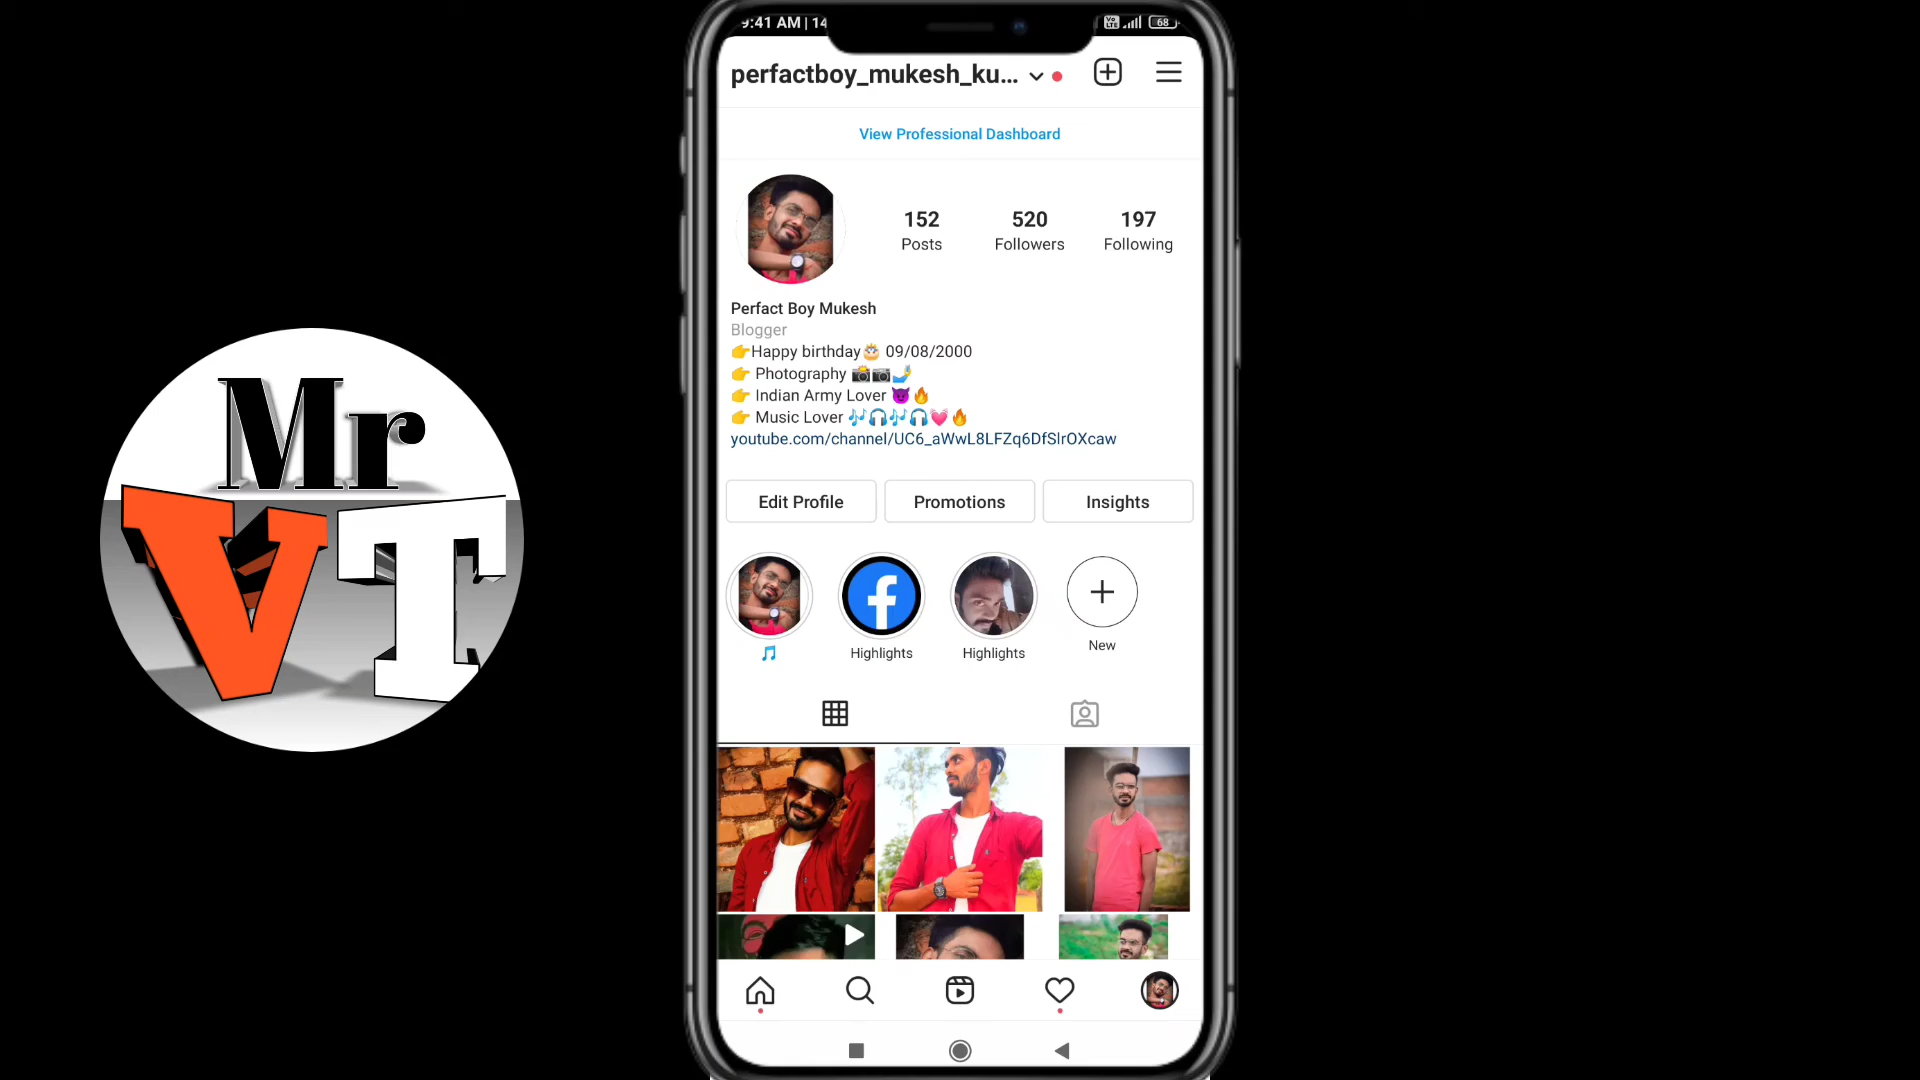 9:41 AM | 14
VoLTE 68
perfactboy_mukesh_ku...
View Professional Dashboard
152 520 197
Posts Followers Following
Perfact Boy Mukesh
Blogger
👉Happy birthday🎂 09/08/2000
👉 Photography 📸📷🤳
👉 Indian Army Lover 😈🔥
👉 Music Lover 🎶🎧🎶🎧💓🔥
youtube.com/channel/UC6_aWwL8LFZq6DfSlrOXcaw
Edit Profile Promotions Insights
🎵 Highlights Highlights New
Mr
VT